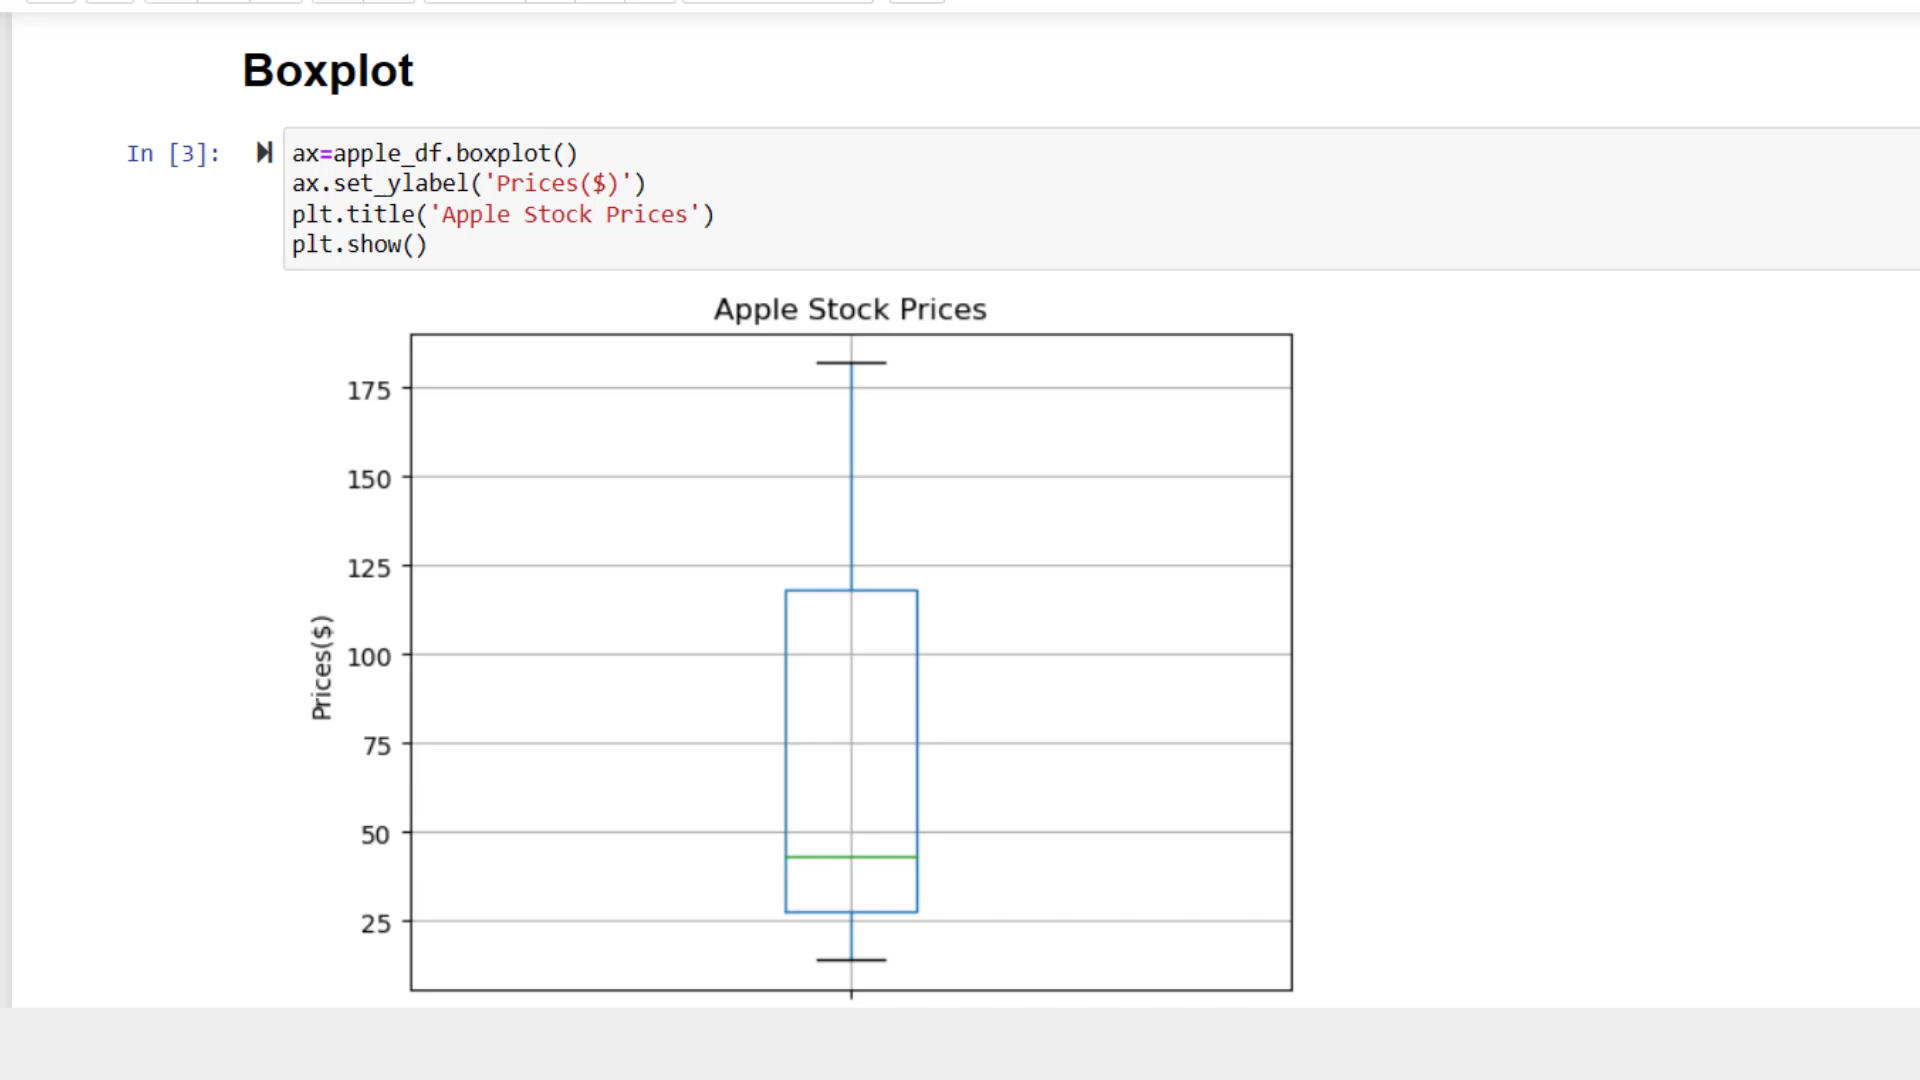 Boxplot
In [3]:
ax=apple_df.boxplot()
ax.set_ylabel('Prices($)')
plt.title('Apple Stock Prices')
plt.show()
Apple Stock Prices
175
150
125
100
75
50
25
Prices($)